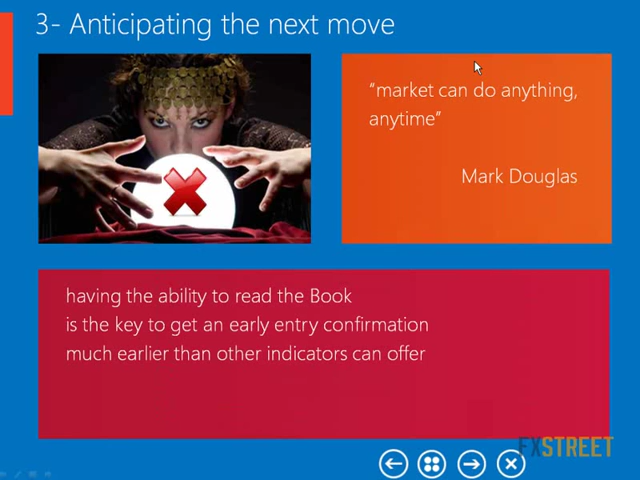 3- Anticipating the next move
“market can do anything,
anytime”
Mark Douglas
having the ability to read the Book
is the key to get an early entry confirmation
much earlier than other indicators can offer
FXSTREET